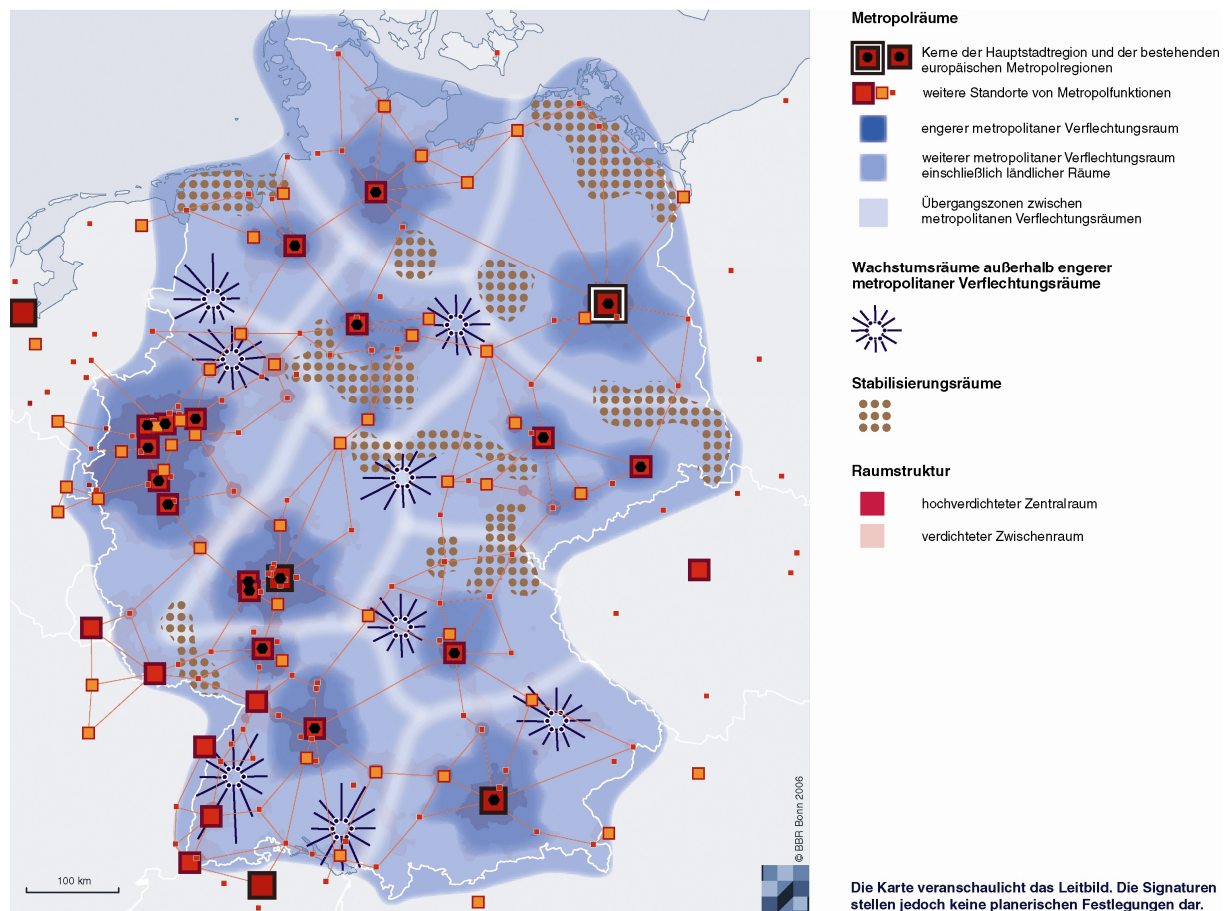 Metropolräume
Kerne der Hauptstadtregion und der bestehenden
europäischen Metropolregionen
weitere Standorte von Metropolfunktionen
engerer metropolitaner Verflechtungsraum
weiterer metropolitaner Verflechtungsraum
einschließlich ländlicher Räume
Übergangszonen zwischen
metropolitanen Verflechtungsräumen
Wachstumsräume außerhalb engerer
metropolitaner Verflechtungsräume
Stabilisierungsräume
Raumstruktur
hochverdichteter Zentralraum
verdichteter Zwischenraum
100 km
© BBR Bonn 2006
Die Karte veranschaulicht das Leitbild. Die Signaturen
stellen jedoch keine planerischen Festlegungen dar.